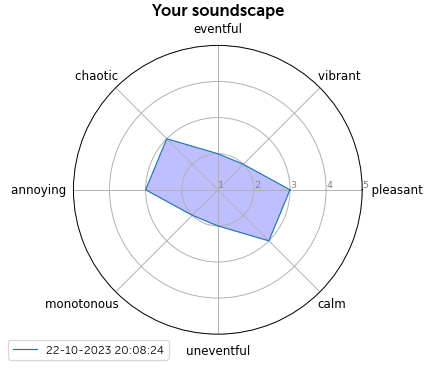 Your soundscape
eventful
chaotic
vibrant
annoying
1
2
3
4
5
pleasant
monotonous
calm
uneventful
22-10-2023 20:08:24